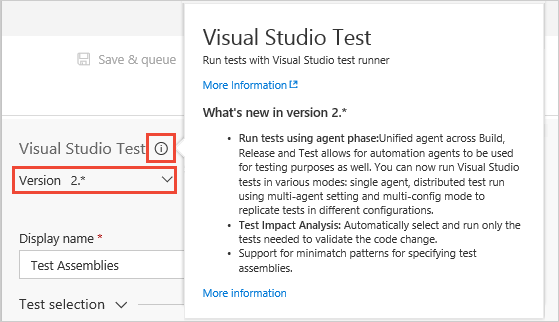 Save & queue
Visual Studio Test
Version 2.*
Display name *
Test Assemblies
Test selection
Visual Studio Test
Run tests with Visual Studio test runner
More Information
What's new in version 2.*
• Run tests using agent phase:Unified agent across Build,
Release and Test allows for automation agents to be used
for testing purposes as well. You can now run Visual Studio
tests in various modes: single agent, distributed test run
using multi-agent setting and multi-config mode to
replicate tests in different configurations.
• Test Impact Analysis: Automatically select and run only the
tests needed to validate the code change.
• Support for minimatch patterns for specifying test
assemblies.
More information